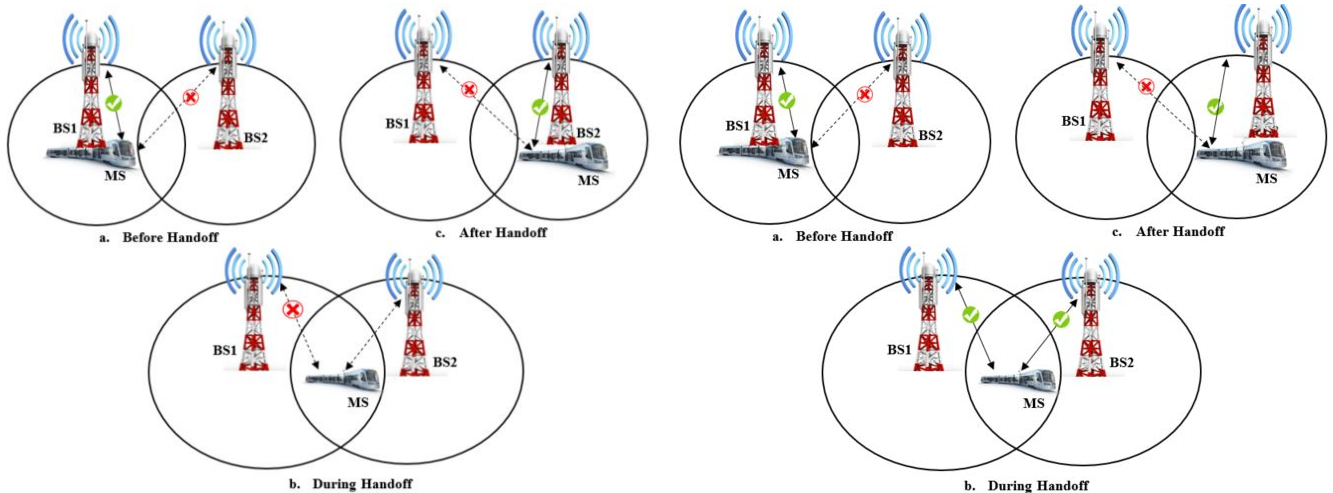 BS1
BS2
MS
a. Before Handoff
BS1
BS2
MS
c. After Handoff
BS1
BS2
MS
b. During Handoff
BS1
BS2
MS
a. Before Handoff
BS1
MS
c. After Handoff
BS1
BS2
MS
b. During Handoff